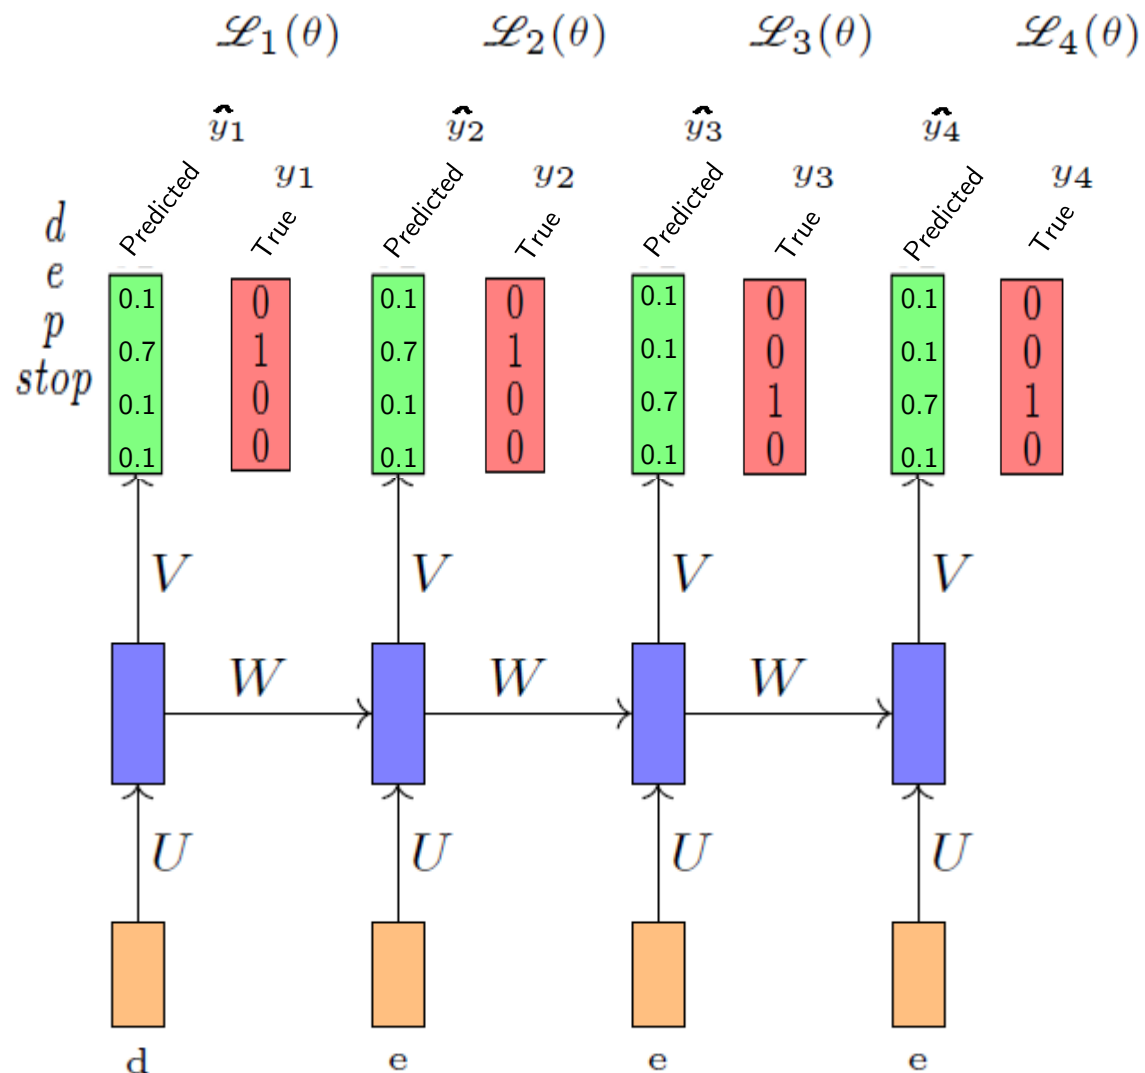 ℒ₁(θ) ℒ₂(θ) ℒ₃(θ) ℒ₄(θ)
ŷ₁ ŷ₂ ŷ₃ ŷ₄
y₁ y₂ y₃ y₄
Predicted True Predicted True Predicted True Predicted True
d
e
p
stop
0.1 0 0.1 0 0.1 0 0.1 0
0.7 1 0.7 1 0.1 0 0.1 0
0.1 0 0.1 0 0.7 1 0.7 1
0.1 0 0.1 0 0.1 0 0.1 0
V V V V
W W W
U U U U
d e e e